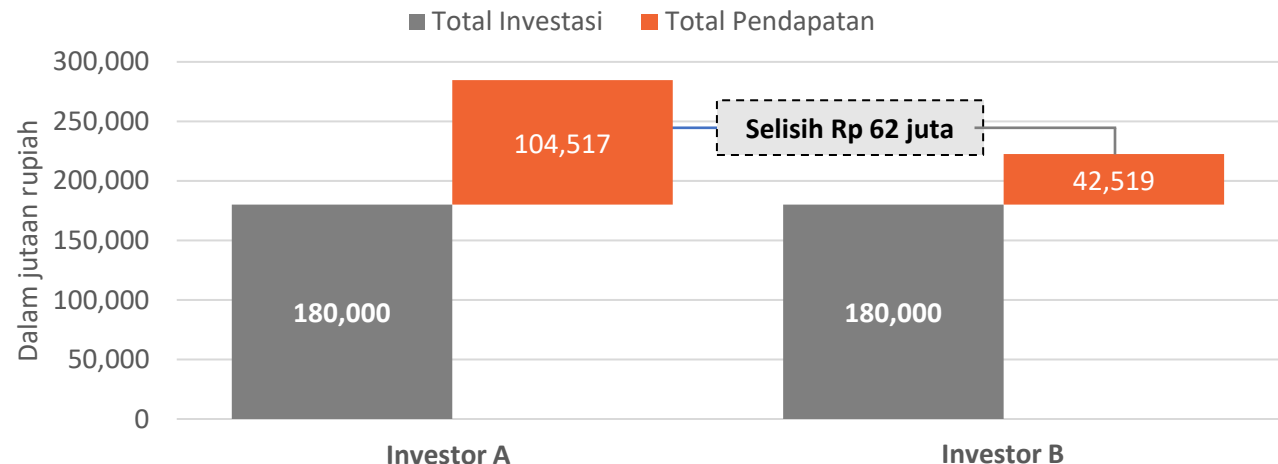 Total Investasi Total Pendapatan
Dalam jutaan rupiah
300,000
250,000
200,000
150,000
100,000
50,000
0
104,517
Selisih Rp 62 juta
42,519
180,000
180,000
Investor A
Investor B